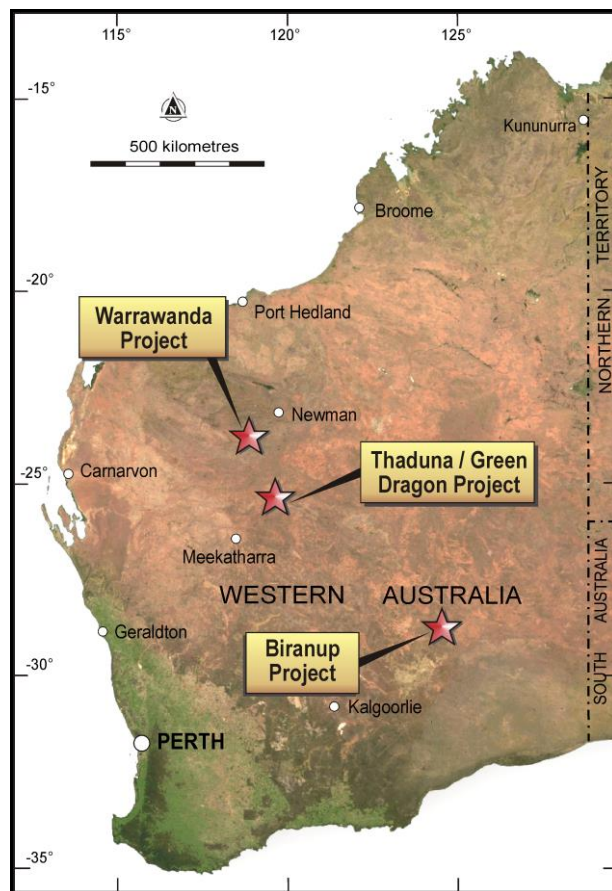 115°
120°
125°
-15°
N
500 kilometres
Kununurra
Broome
NORTHERN TERRITORY
-20°
Port Hedland
Warrawanda
Project
Newman
Thaduna / Green
Dragon Project
-25°
Carnarvon
Meekatharra
WESTERN AUSTRALIA
Geraldton
Biranup
Project
SOUTH AUSTRALIA
-30°
Kalgoorlie
PERTH
-35°